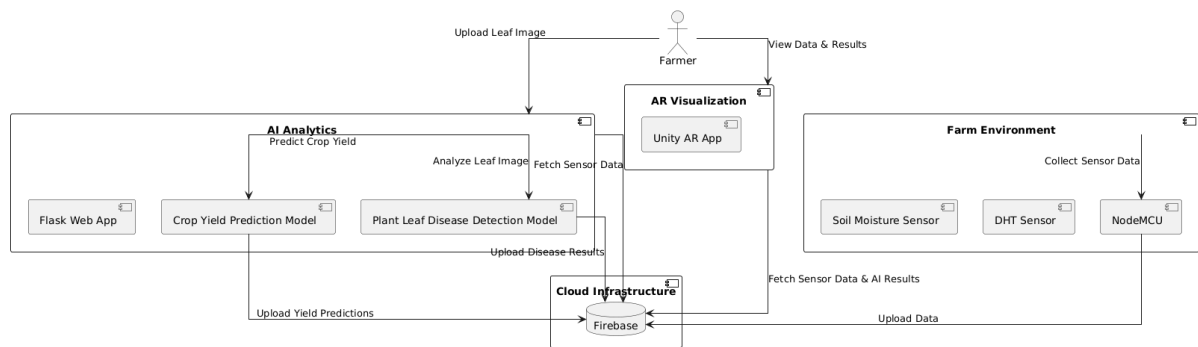 Upload Leaf Image
View Data & Results
Farmer
AR Visualization
Unity AR App
AI Analytics
Predict Crop Yield
Analyze Leaf Image
Fetch Sensor Data
Flask Web App
Crop Yield Prediction Model
Plant Leaf Disease Detection Model
Farm Environment
Collect Sensor Data
Soil Moisture Sensor
DHT Sensor
NodeMCU
Upload Disease Results
Fetch Sensor Data & AI Results
Cloud Infrastructure
Firebase
Upload Yield Predictions
Upload Data